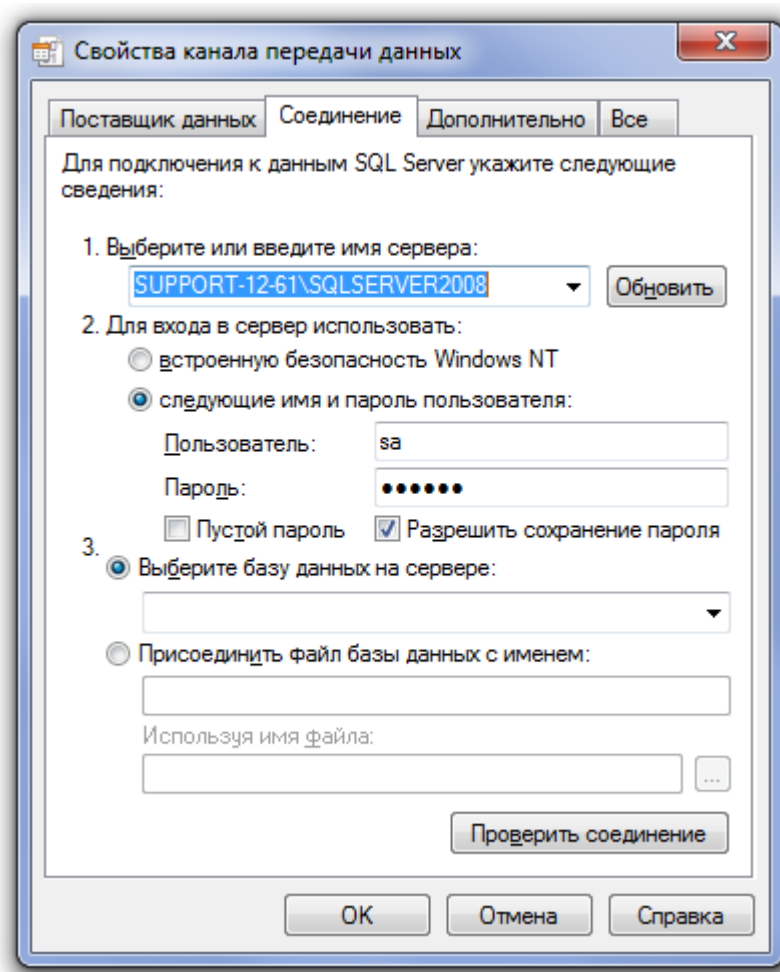 Свойства канала передачи данных
Поставщик данных Соединение Дополнительно Все
Для подключения к данным SQL Server укажите следующие
сведения:
1. Выберите или введите имя сервера:
SUPPORT-12-61\SQLSERVER2008 Обновить
2. Для входа в сервер использовать:
встроенную безопасность Windows NT
следующие имя и пароль пользователя:
Пользователь: sa
Пароль: ●●●●●●
Пустой пароль Разрешить сохранение пароля
3. Выберите базу данных на сервере:
Присоединить файл базы данных с именем:
Используя имя файла:
...
Проверить соединение
OK Отмена Справка